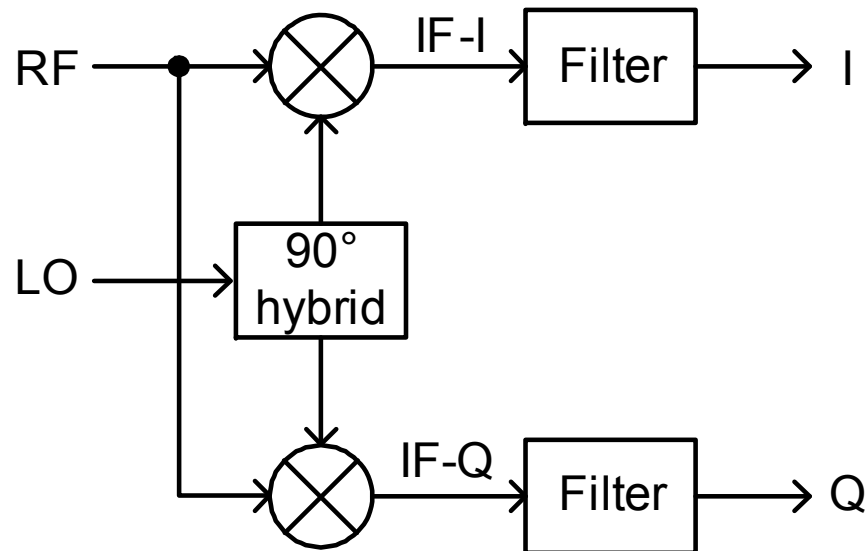 RF
IF-I
Filter
I
LO
90°
hybrid
IF-Q
Filter
Q